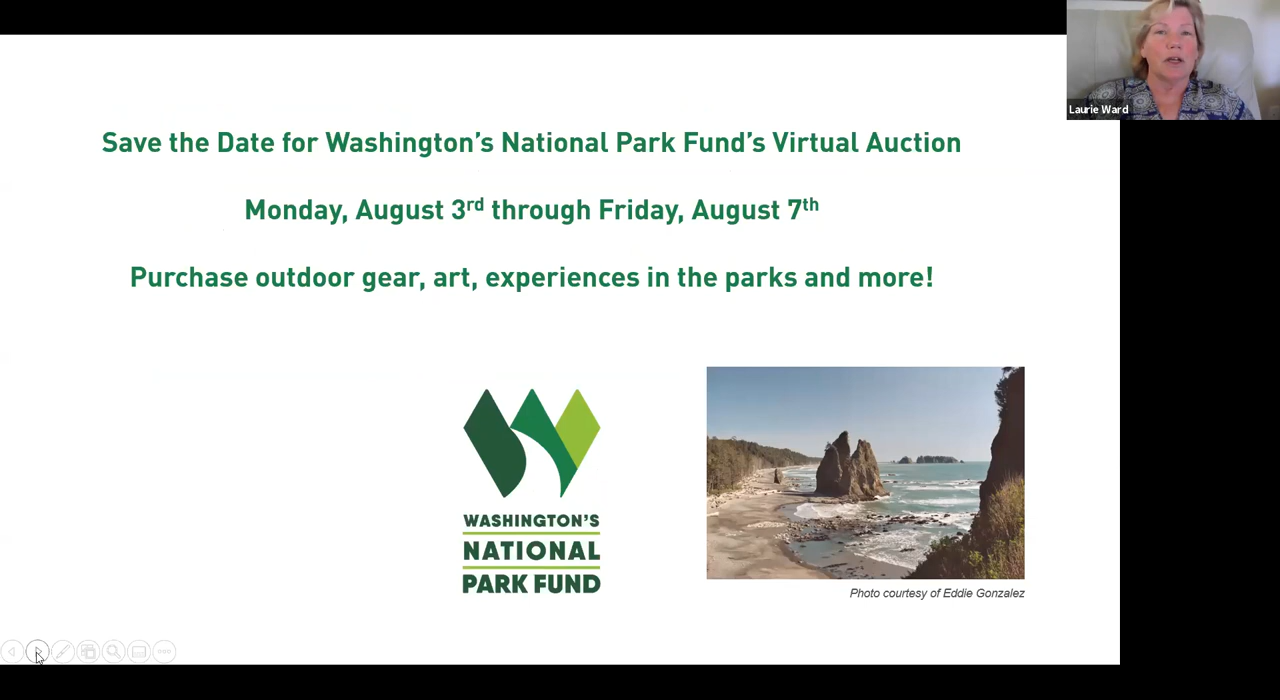 Laurie Ward
Save the Date for Washington’s National Park Fund’s Virtual Auction
Monday, August 3rd through Friday, August 7th
Purchase outdoor gear, art, experiences in the parks and more!
WASHINGTON’S
NATIONAL
PARK FUND
Photo courtesy of Eddie Gonzalez